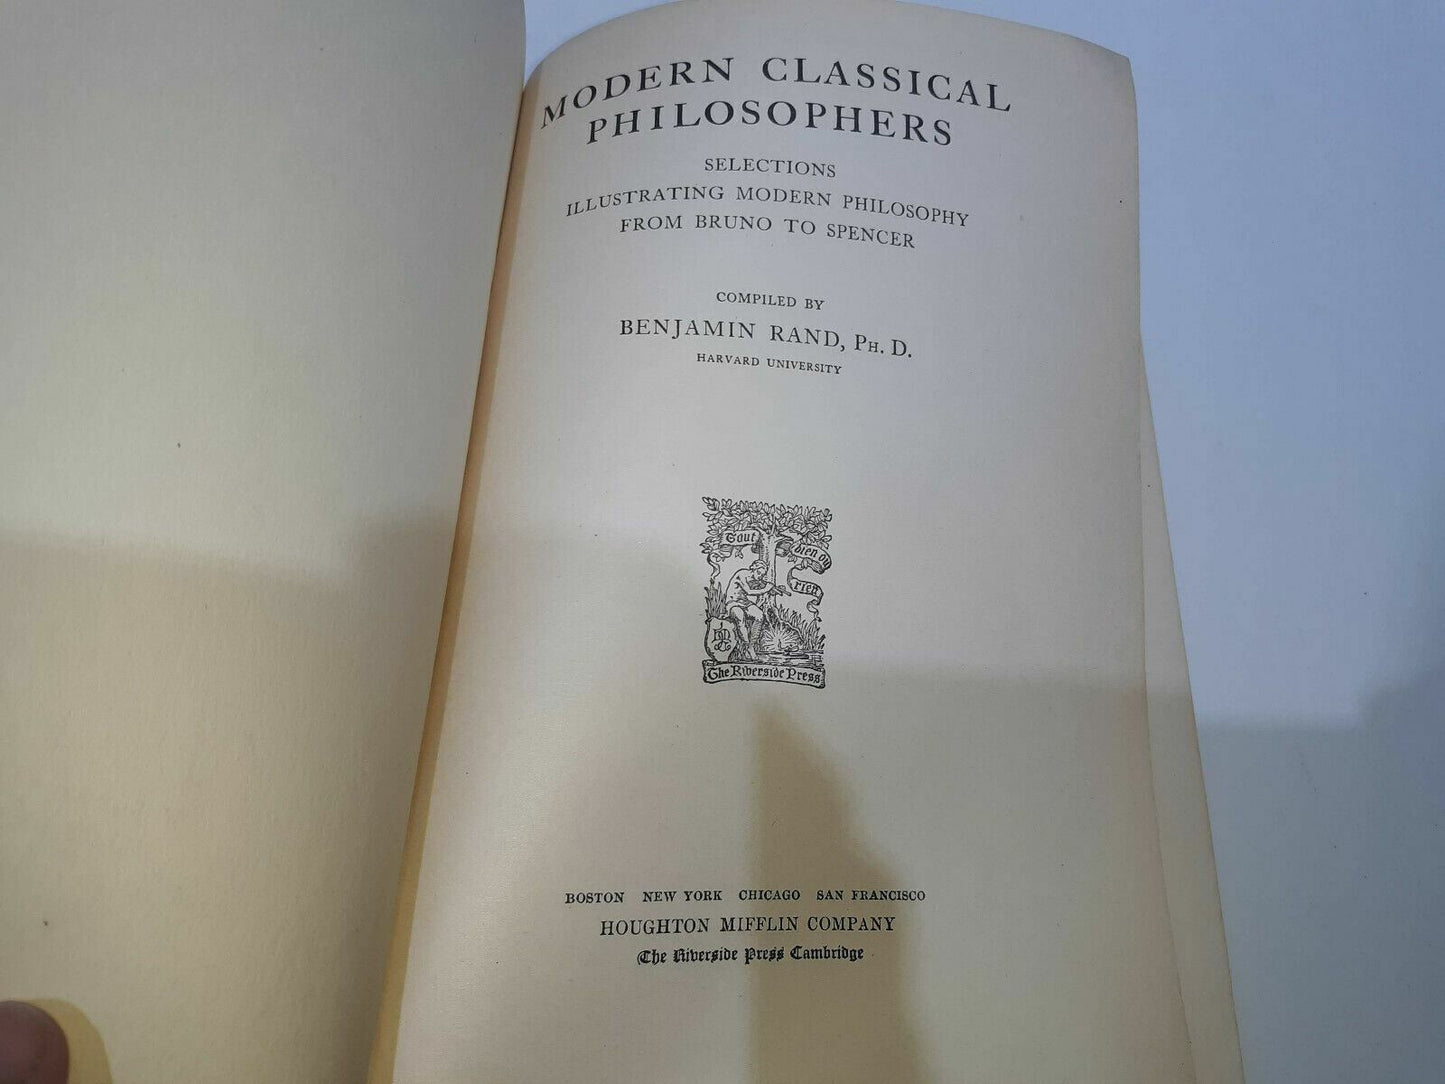 MODERN CLASSICAL
PHILOSOPHERS
SELECTIONS
ILLUSTRATING MODERN PHILOSOPHY
FROM BRUNO TO SPENCER
COMPILED BY
BENJAMIN RAND, PH. D.
HARVARD UNIVERSITY
Tout
bien ou
rien
The Riverside Press
BOSTON NEW YORK CHICAGO SAN FRANCISCO
HOUGHTON MIFFLIN COMPANY
The Riverside Press Cambridge